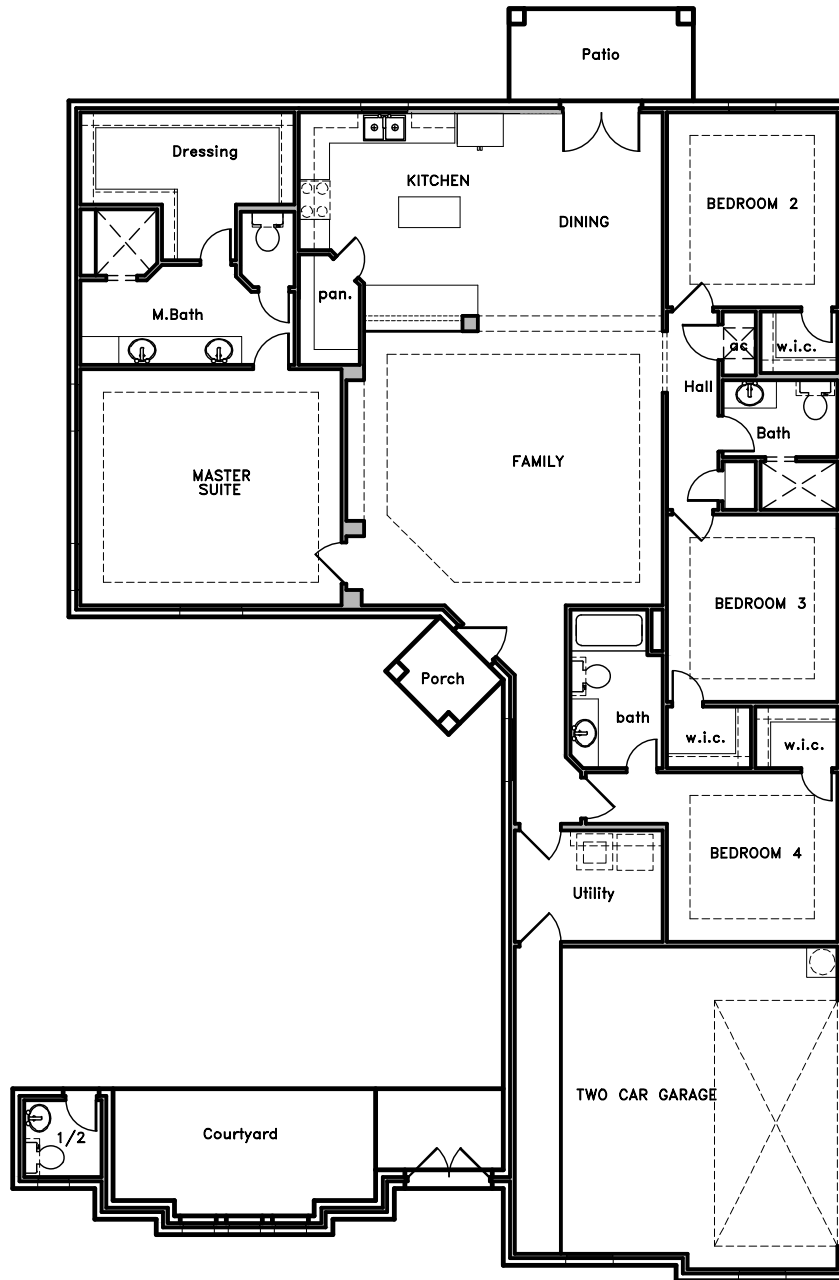 Patio
Dressing
KITCHEN
BEDROOM 2
DINING
pan.
M.Bath
ac
w.i.c.
Hall
Bath
FAMILY
MASTER
SUITE
BEDROOM 3
Porch
bath
w.i.c.
w.i.c.
BEDROOM 4
Utility
TWO CAR GARAGE
Courtyard
1/2